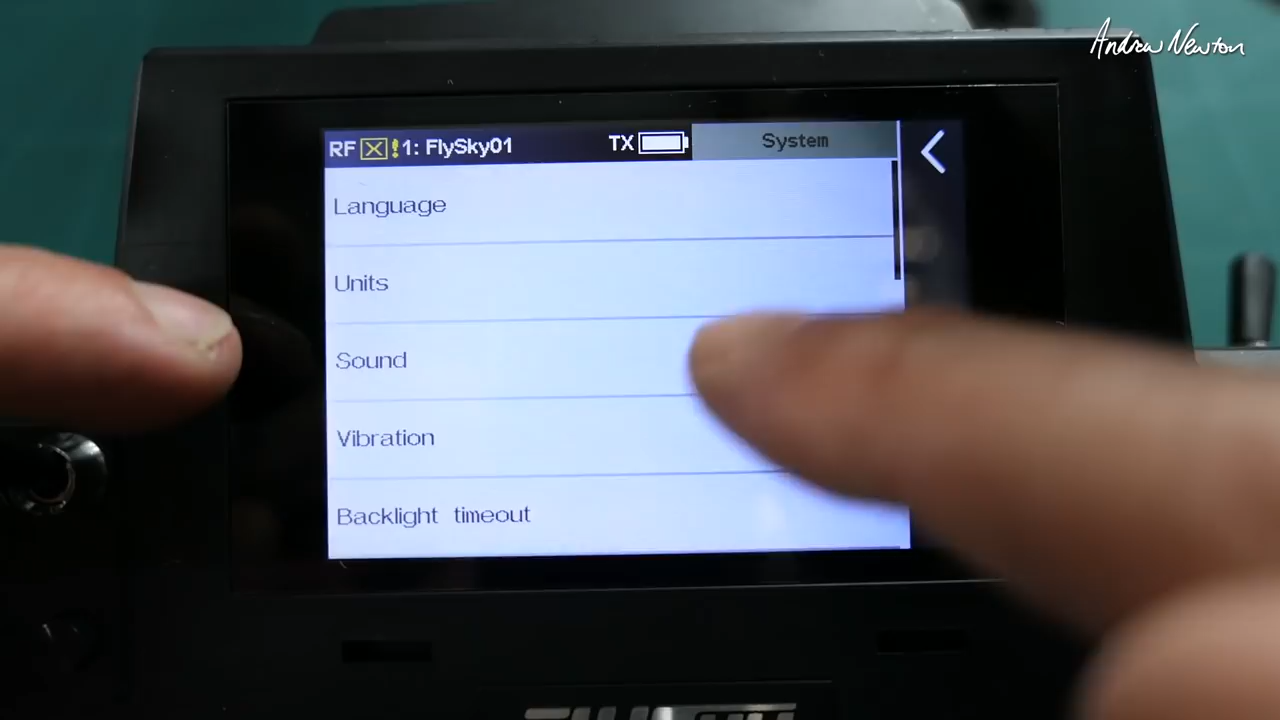 Andrew Newton
RF !1: FlySky01 TX System
Language
Units
Sound
Vibration
Backlight timeout